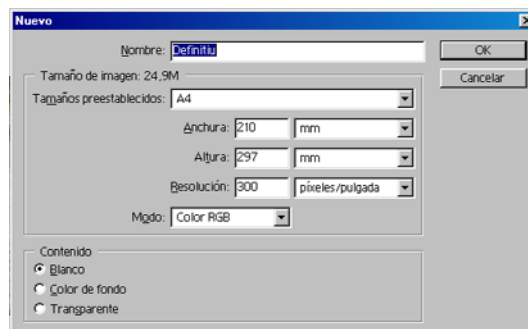 Nuevo
Nombre: Definitiu
OK
Tamaño de imagen: 24,9M
Cancelar
Tamaños preestablecidos: A4
Anchura: 210 mm
Altura: 297 mm
Resolución: 300 píxeles/pulgada
Modo: Color RGB
Contenido
Blanco
Color de fondo
Transparente